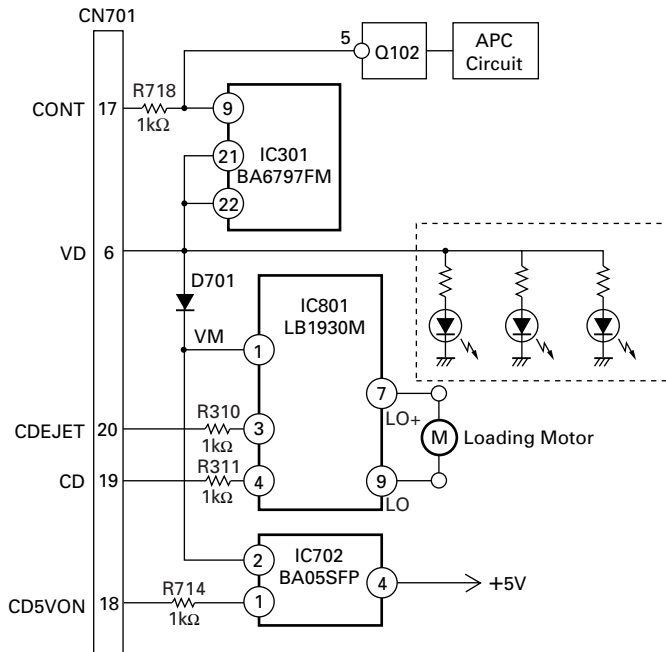 CN701
5
Q102
APC
Circuit
R718
CONT 17
1kΩ
9
21
IC301
BA6797FM
22
VD 6
D701
IC801
LB1930M
VM
1
7
LO+
R310
CDEJET 20
1kΩ
3
M Loading Motor
R311
CD 19
1kΩ
4
9
LO
2
IC702
BA05SFP
R714
4
+5V
CD5VON 18
1kΩ
1